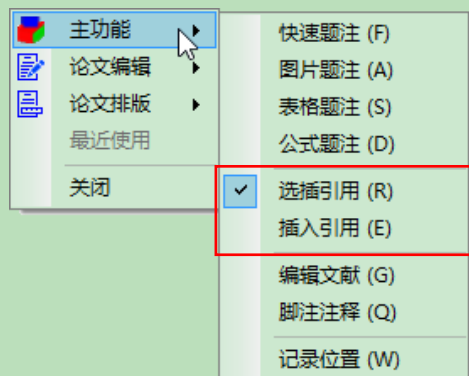 主功能
论文编辑
论文排版
最近使用
关闭
快速题注 (F)
图片题注 (A)
表格题注 (S)
公式题注 (D)
选插引用 (R)
插入引用 (E)
编辑文献 (G)
脚注注释 (Q)
记录位置 (W)